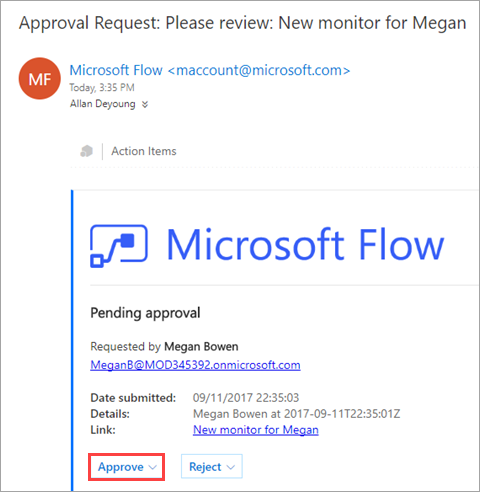 Approval Request: Please review: New monitor for Megan
MF
Microsoft Flow <maccount@microsoft.com>
Today, 3:35 PM
Allan Deyoung
Action Items
Microsoft Flow
Pending approval
Requested by Megan Bowen
MeganB@MOD345392.onmicrosoft.com
Date submitted: 09/11/2017 22:35:03
Details: Megan Bowen at 2017-09-11T22:35:01Z
Link: New monitor for Megan
Approve Reject